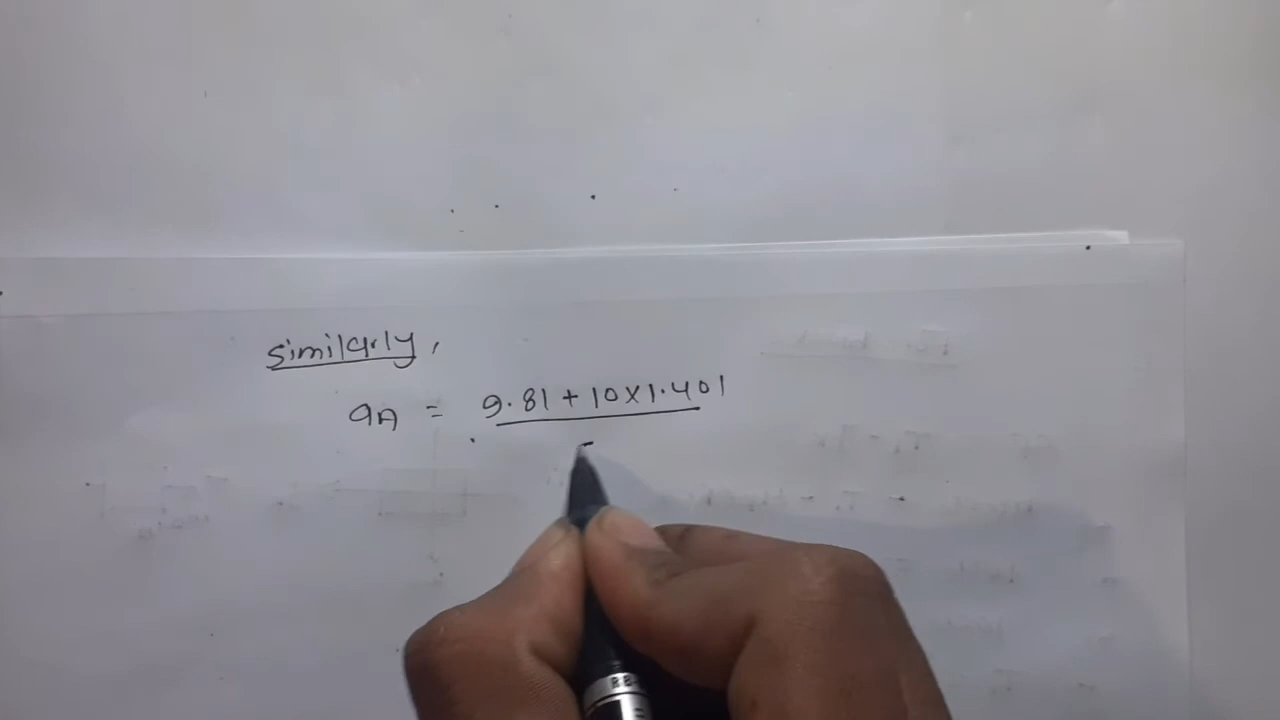 Similarly,
aA = 9.81 + 10 x 1.401